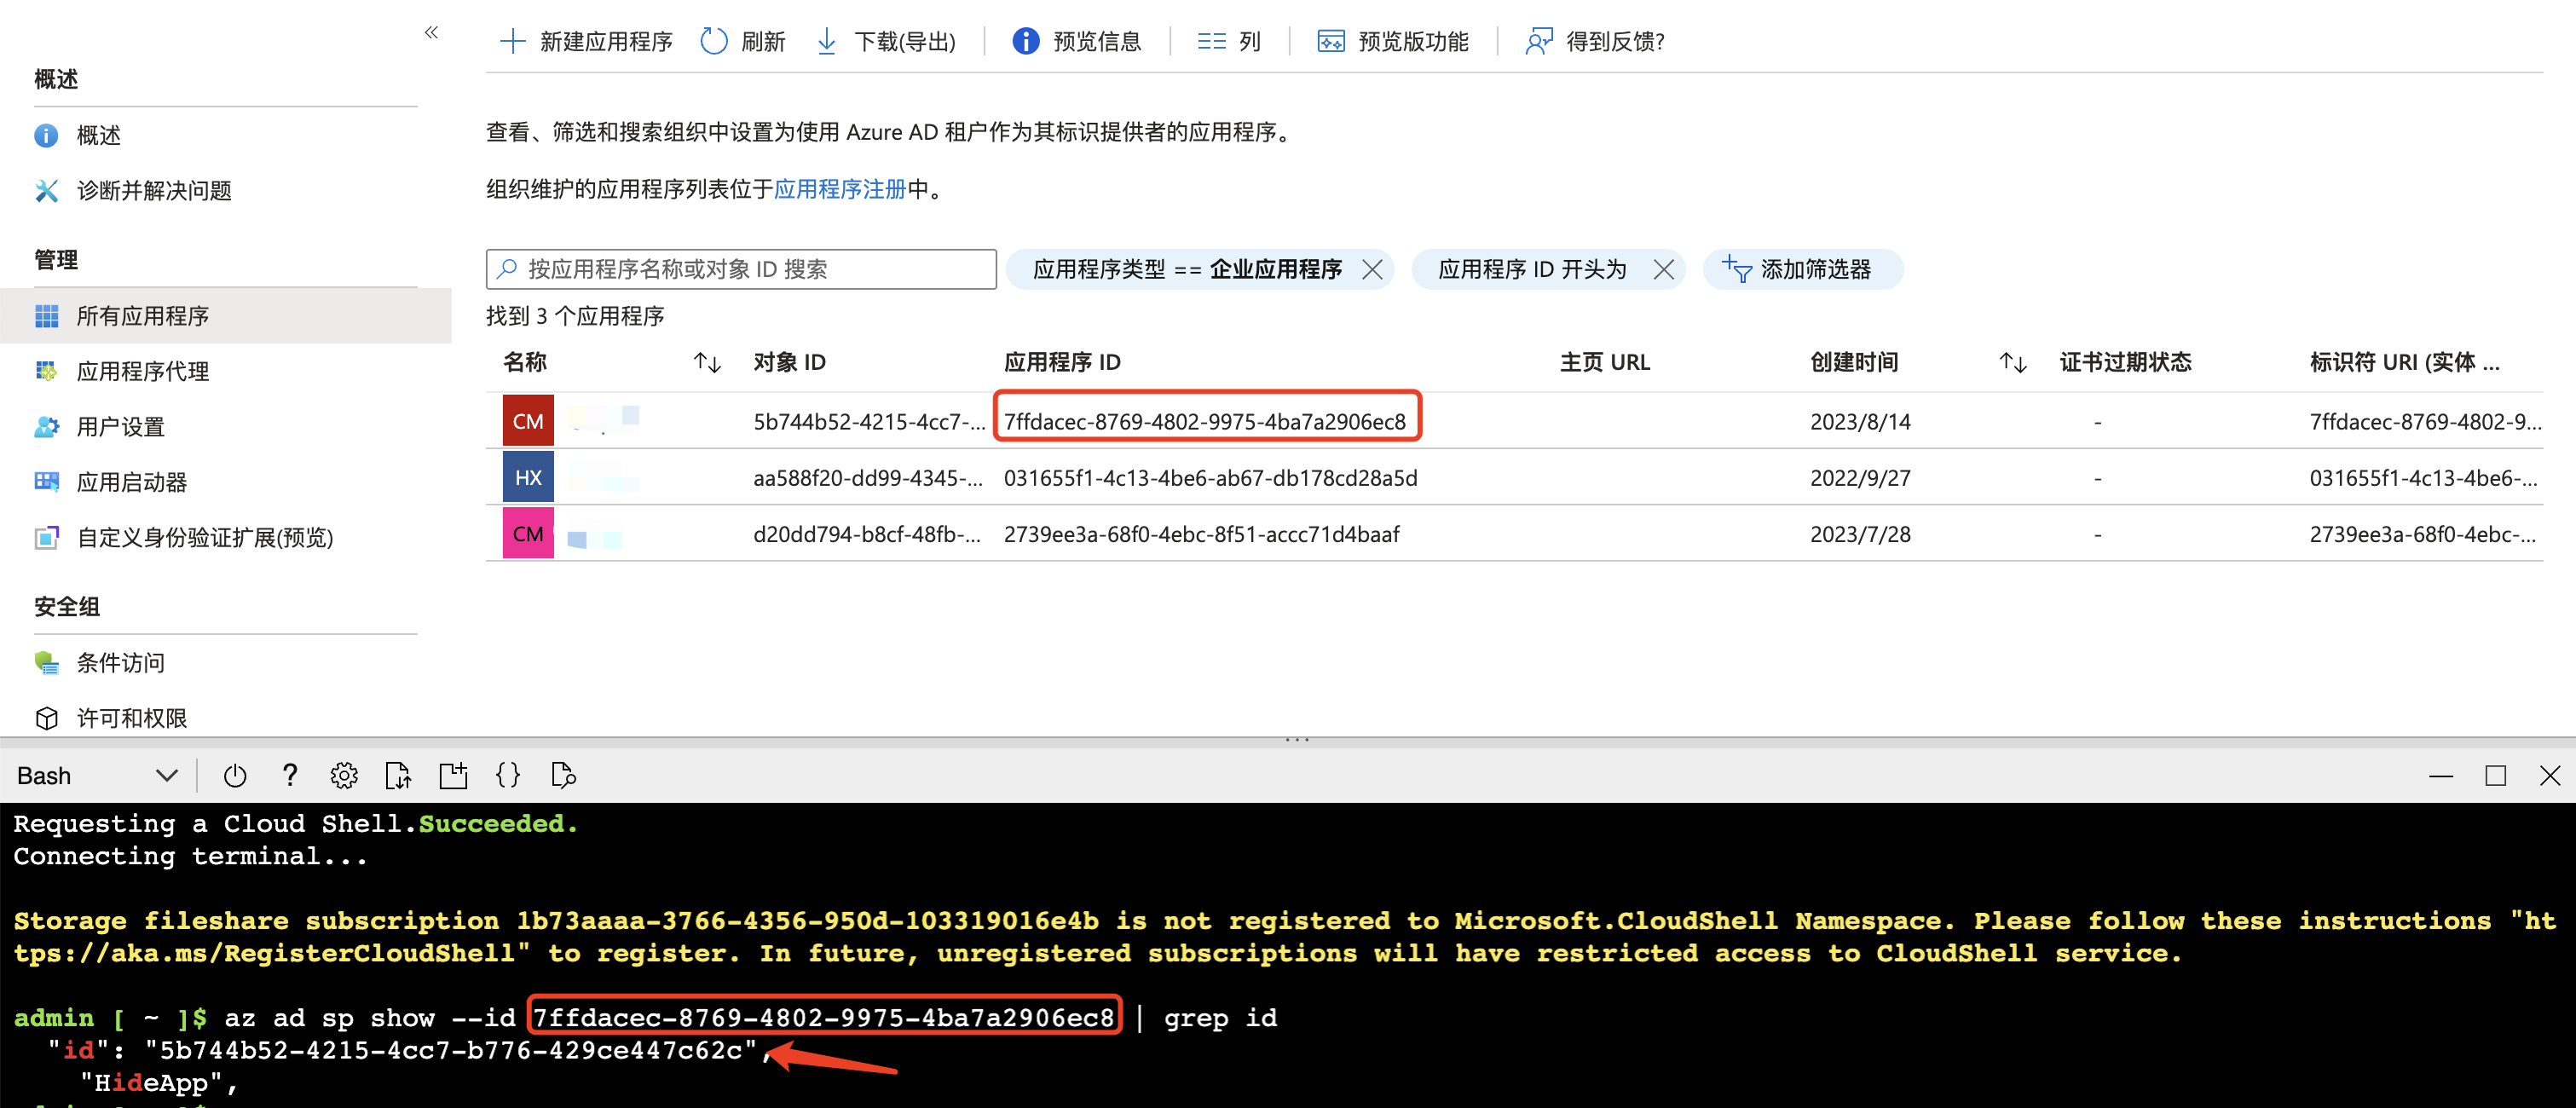 «
新建应用程序 刷新 下载(导出) 预览信息 列 预览版功能 得到反馈?
概述
概述
诊断并解决问题
管理
所有应用程序
应用程序代理
用户设置
应用启动器
自定义身份验证扩展(预览)
安全组
条件访问
许可和权限
查看、筛选和搜索组织中设置为使用 Azure AD 租户作为其标识提供者的应用程序。
组织维护的应用程序列表位于应用程序注册中。
按应用程序名称或对象 ID 搜索 应用程序类型 == 企业应用程序 应用程序 ID 开头为 添加筛选器
找到 3 个应用程序
名称 对象 ID 应用程序 ID 主页 URL 创建时间 证书过期状态 标识符 URI (实体 ...
CM 5b744b52-4215-4cc7-... 7ffdacec-8769-4802-9975-4ba7a2906ec8 2023/8/14 - 7ffdacec-8769-4802-9...
HX aa588f20-dd99-4345-... 031655f1-4c13-4be6-ab67-db178cd28a5d 2022/9/27 - 031655f1-4c13-4be6-...
CM d20dd794-b8cf-48fb-... 2739ee3a-68f0-4ebc-8f51-accc71d4baaf 2023/7/28 - 2739ee3a-68f0-4ebc-...
Bash ? {}
Requesting a Cloud Shell.Succeeded.
Connecting terminal...
Storage fileshare subscription 1b73aaaa-3766-4356-950d-103319016e4b is not registered to Microsoft.CloudShell Namespace. Please follow these instructions "ht
tps://aka.ms/RegisterCloudShell" to register. In future, unregistered subscriptions will have restricted access to CloudShell service.
admin [ ~ ]$ az ad sp show --id 7ffdacec-8769-4802-9975-4ba7a2906ec8 | grep id
"id": "5b744b52-4215-4cc7-b776-429ce447c62c",
"HideApp",